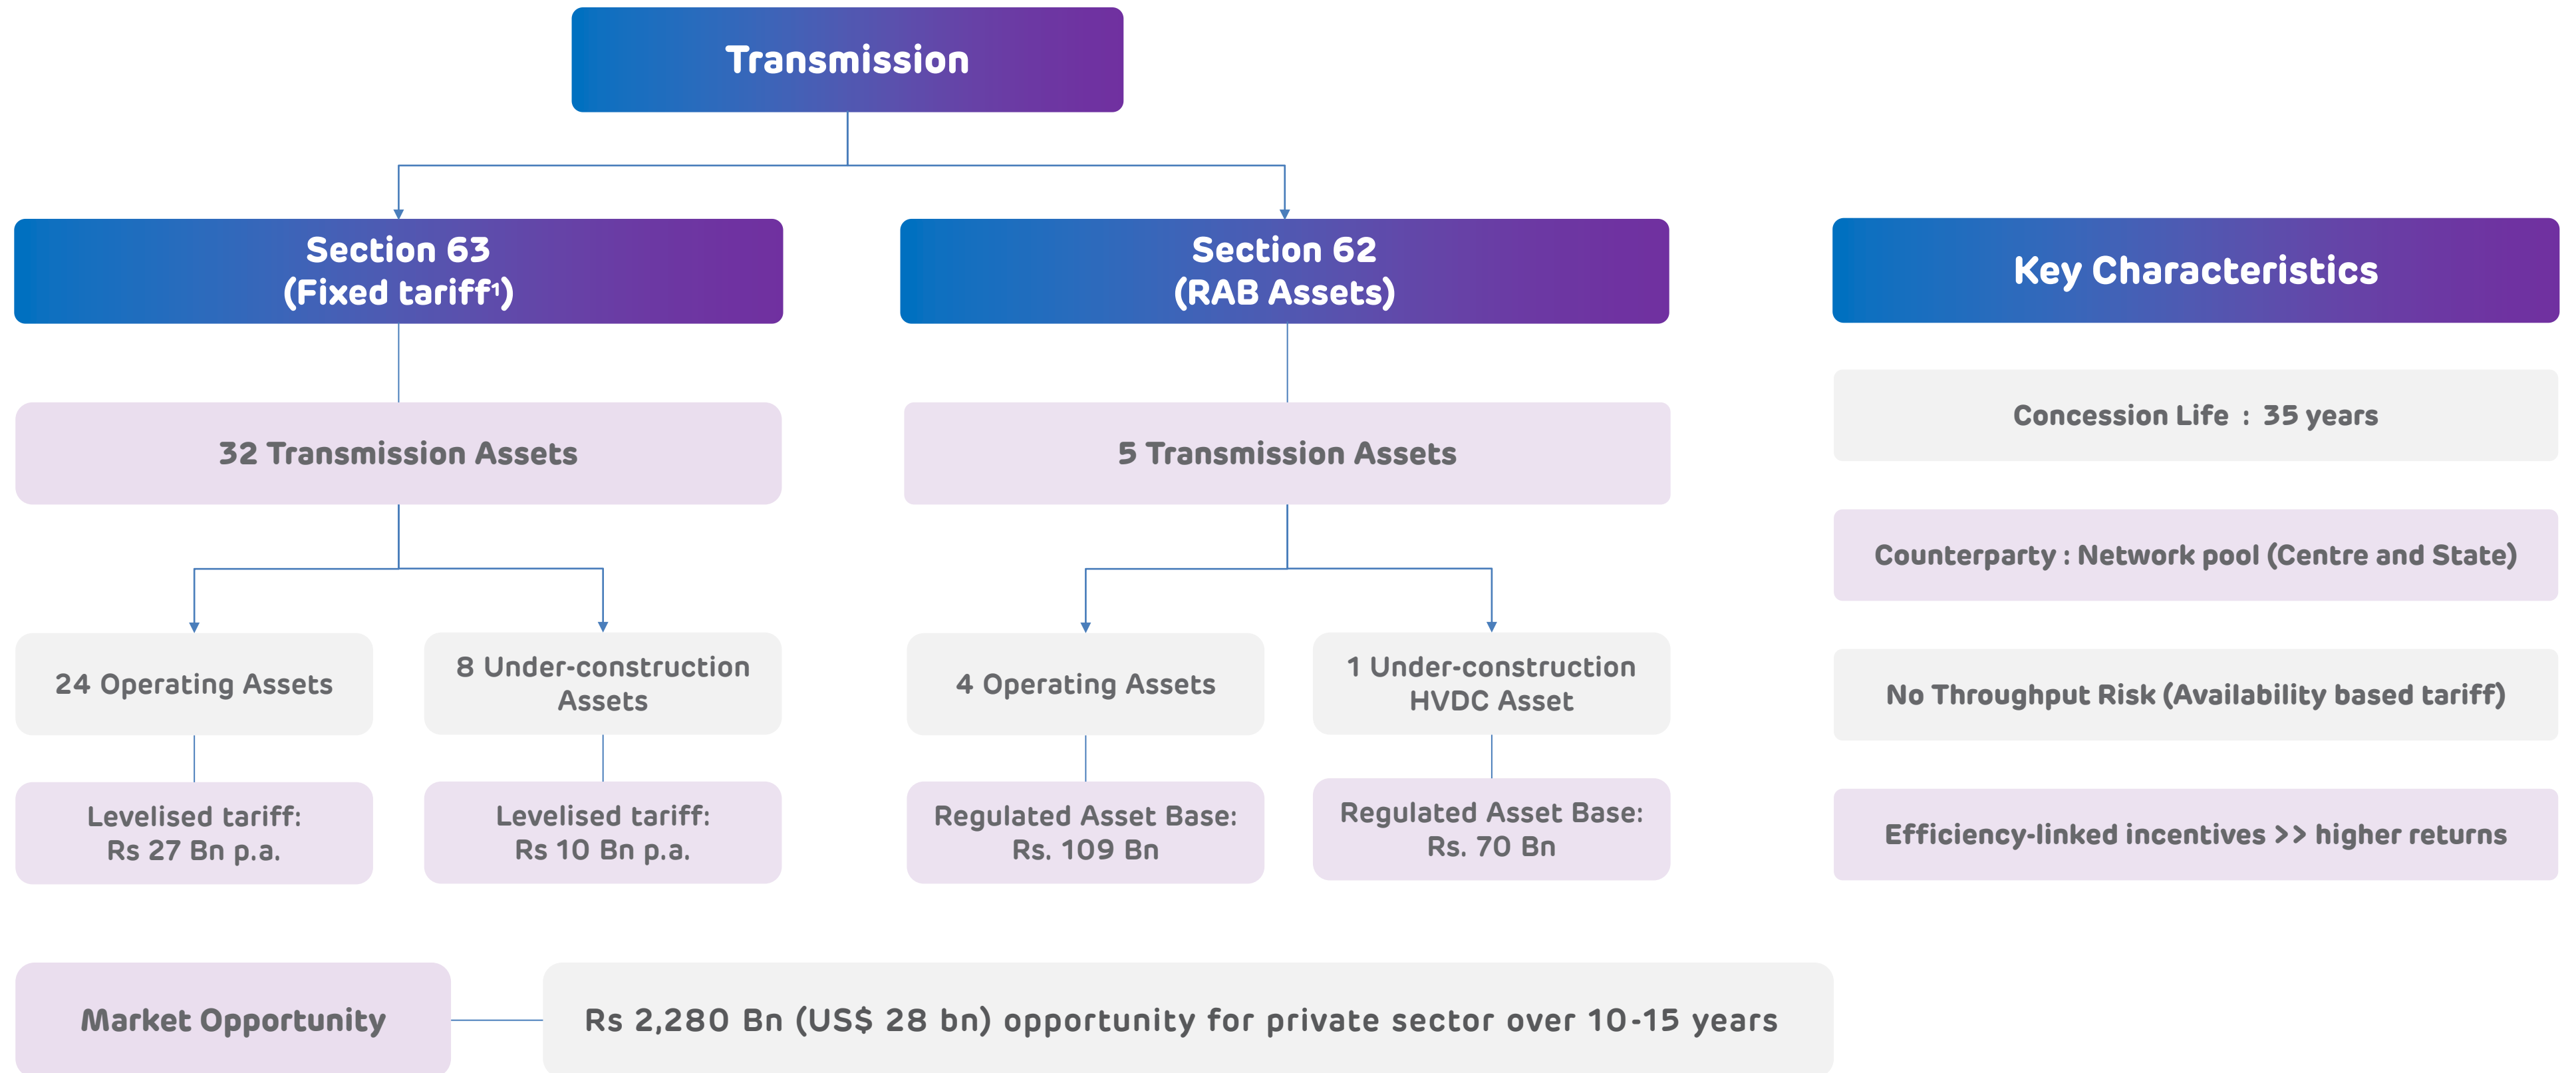 Transmission
Section 63
(Fixed tariff¹)
Section 62
(RAB Assets)
Key Characteristics
32 Transmission Assets
5 Transmission Assets
24 Operating Assets
8 Under-construction
Assets
4 Operating Assets
1 Under-construction
HVDC Asset
Levelised tariff:
Rs 27 Bn p.a.
Levelised tariff:
Rs 10 Bn p.a.
Regulated Asset Base:
Rs. 109 Bn
Regulated Asset Base:
Rs. 70 Bn
Concession Life : 35 years
Counterparty : Network pool (Centre and State)
No Throughput Risk (Availability based tariff)
Efficiency-linked incentives >> higher returns
Market Opportunity
Rs 2,280 Bn (US$ 28 bn) opportunity for private sector over 10-15 years